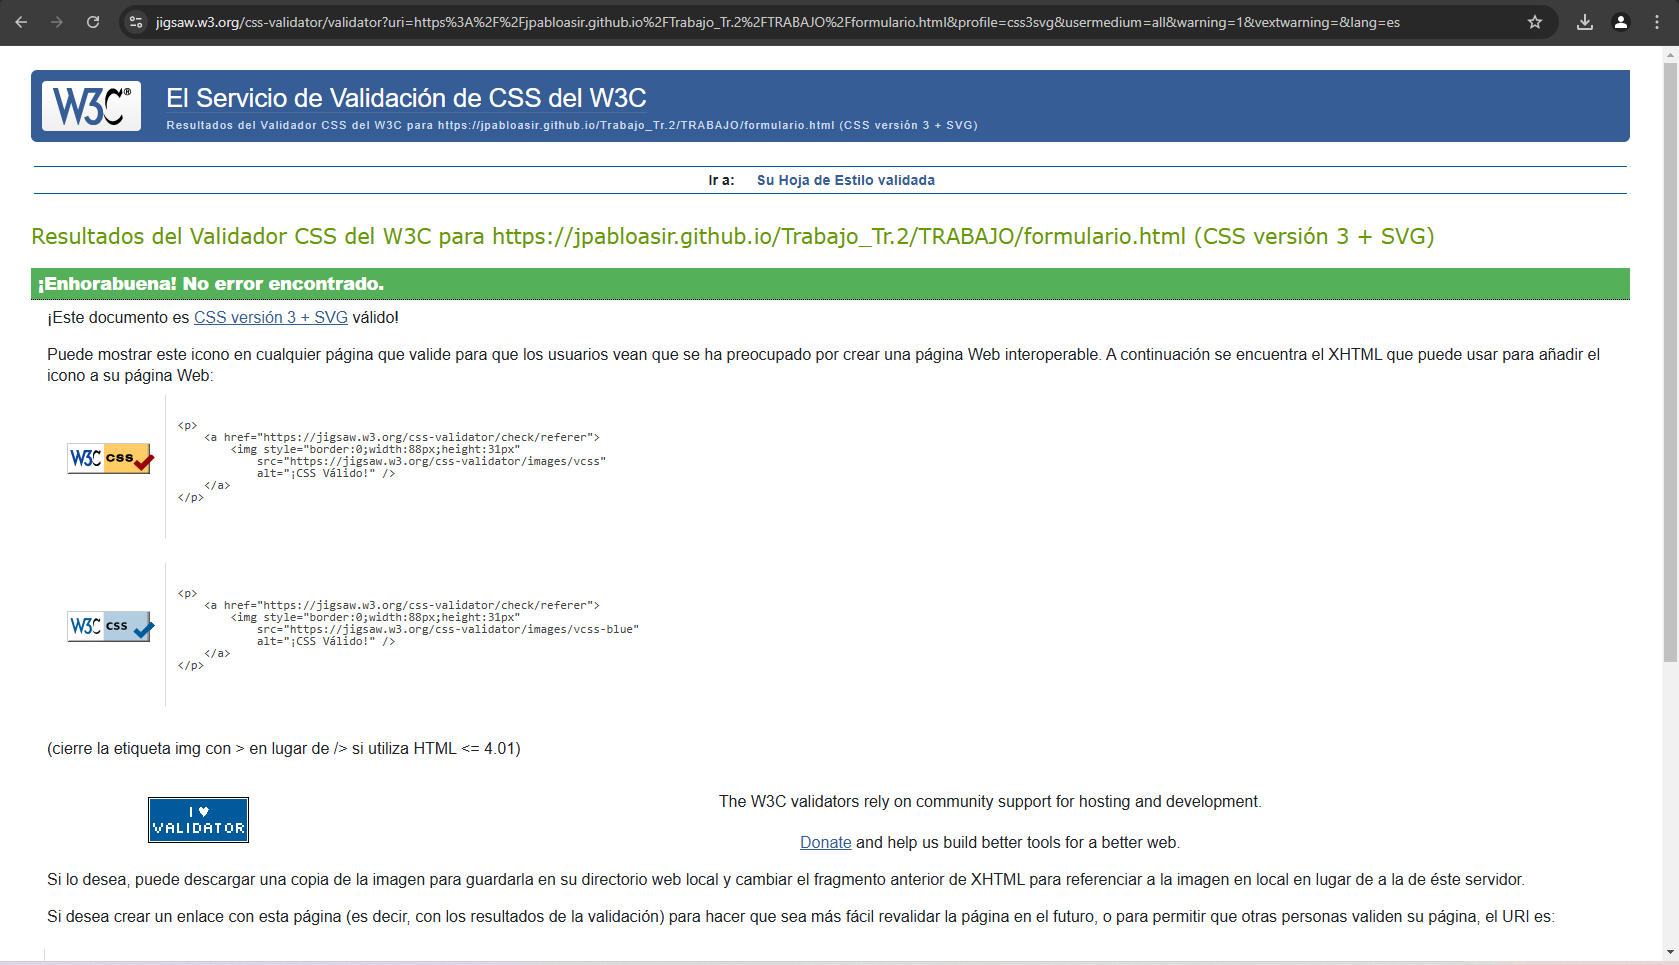 jigsaw.w3.org/css-validator/validator?uri=https%3A%2F%2Fjpabloasir.github.io%2FTrabajo_Tr.2%2FTRABAJO%2Fformulario.html&profile=css3svg&usermedium=all&warning=1&vextwarning=&lang=es
W3C®
El Servicio de Validación de CSS del W3C
Resultados del Validador CSS del W3C para https://jpabloasir.github.io/Trabajo_Tr.2/TRABAJO/formulario.html (CSS versión 3 + SVG)
Ir a: Su Hoja de Estilo validada
Resultados del Validador CSS del W3C para https://jpabloasir.github.io/Trabajo_Tr.2/TRABAJO/formulario.html (CSS versión 3 + SVG)
¡Enhorabuena! No error encontrado.
¡Este documento es CSS versión 3 + SVG válido!
Puede mostrar este icono en cualquier página que valide para que los usuarios vean que se ha preocupado por crear una página Web interoperable. A continuación se encuentra el XHTML que puede usar para añadir el
icono a su página Web:
W3C css
<p>
<a href="https://jigsaw.w3.org/css-validator/check/referer">
<img style="border:0;width:88px;height:31px"
src="https://jigsaw.w3.org/css-validator/images/vcss"
alt="¡CSS Válido!" />
</a>
</p>
W3C css
<p>
<a href="https://jigsaw.w3.org/css-validator/check/referer">
<img style="border:0;width:88px;height:31px"
src="https://jigsaw.w3.org/css-validator/images/vcss-blue"
alt="¡CSS Válido!" />
</a>
</p>
(cierre la etiqueta img con > en lugar de /> si utiliza HTML <= 4.01)
I ♥
VALIDATOR
The W3C validators rely on community support for hosting and development.
Donate and help us build better tools for a better web.
Si lo desea, puede descargar una copia de la imagen para guardarla en su directorio web local y cambiar el fragmento anterior de XHTML para referenciar a la imagen en local en lugar de a la de éste servidor.
Si desea crear un enlace con esta página (es decir, con los resultados de la validación) para hacer que sea más fácil revalidar la página en el futuro, o para permitir que otras personas validen su página, el URI es: